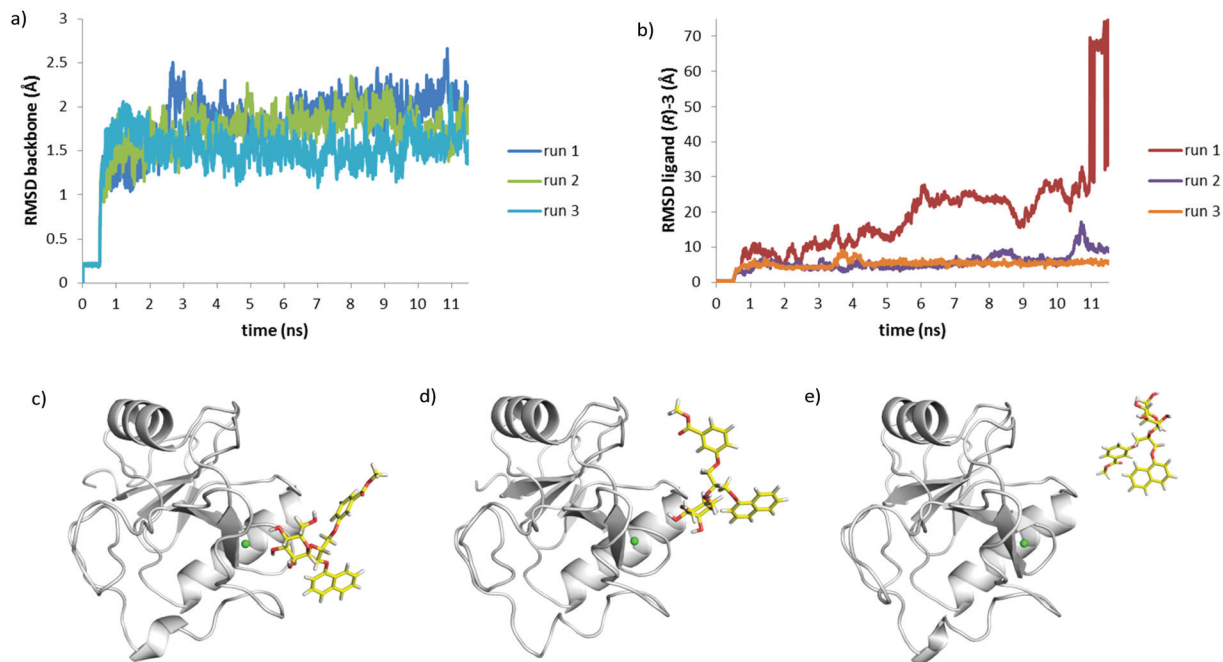 a)
RMSD backbone (Å)
3
2.5
2
1.5
1
0.5
0
0 1 2 3 4 5 6 7 8 9 10 11
time (ns)
run 1
run 2
run 3
b)
RMSD ligand (R)-3 (Å)
70
60
50
40
30
20
10
0
0 1 2 3 4 5 6 7 8 9 10 11
time (ns)
run 1
run 2
run 3
c)
d)
e)